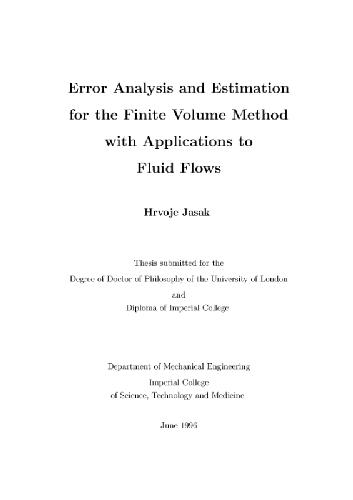 Error Analysis and Estimation
for the Finite Volume Method
with Applications to
Fluid Flows
Hrvoje Jasak
Thesis submitted for the
Degree of Doctor of Philosophy of the University of London
and
Diploma of Imperial College
Department of Mechanical Engineering
Imperial College
of Science, Technology and Medicine
June 1996